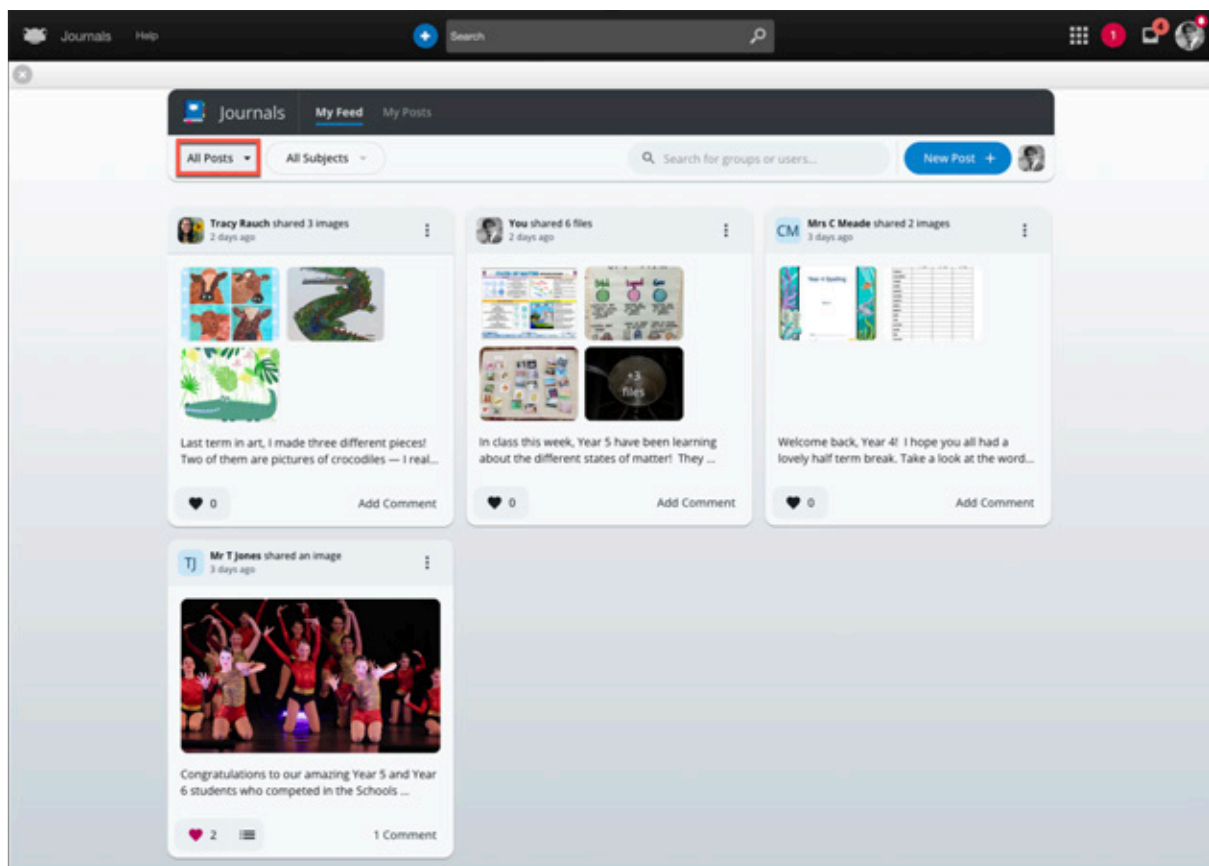 Journals Help Search 1 4
Journals My Feed My Posts
All Posts All Subjects Search for groups or users... New Post +
Tracy Rauch shared 3 images
2 days ago
Last term in art, I made three different pieces!
Two of them are pictures of crocodiles — I real...
0 Add Comment
You shared 6 files
2 days ago
+3
files
In class this week, Year 5 have been learning
about the different states of matter! They ...
0 Add Comment
CM Mrs C Meade shared 2 images
3 days ago
Year 4 Spelling
Welcome back, Year 4! I hope you all had a
lovely half term break. Take a look at the word...
0 Add Comment
TJ Mr T Jones shared an image
3 days ago
Congratulations to our amazing Year 5 and Year
6 students who competed in the Schools ...
2 1 Comment